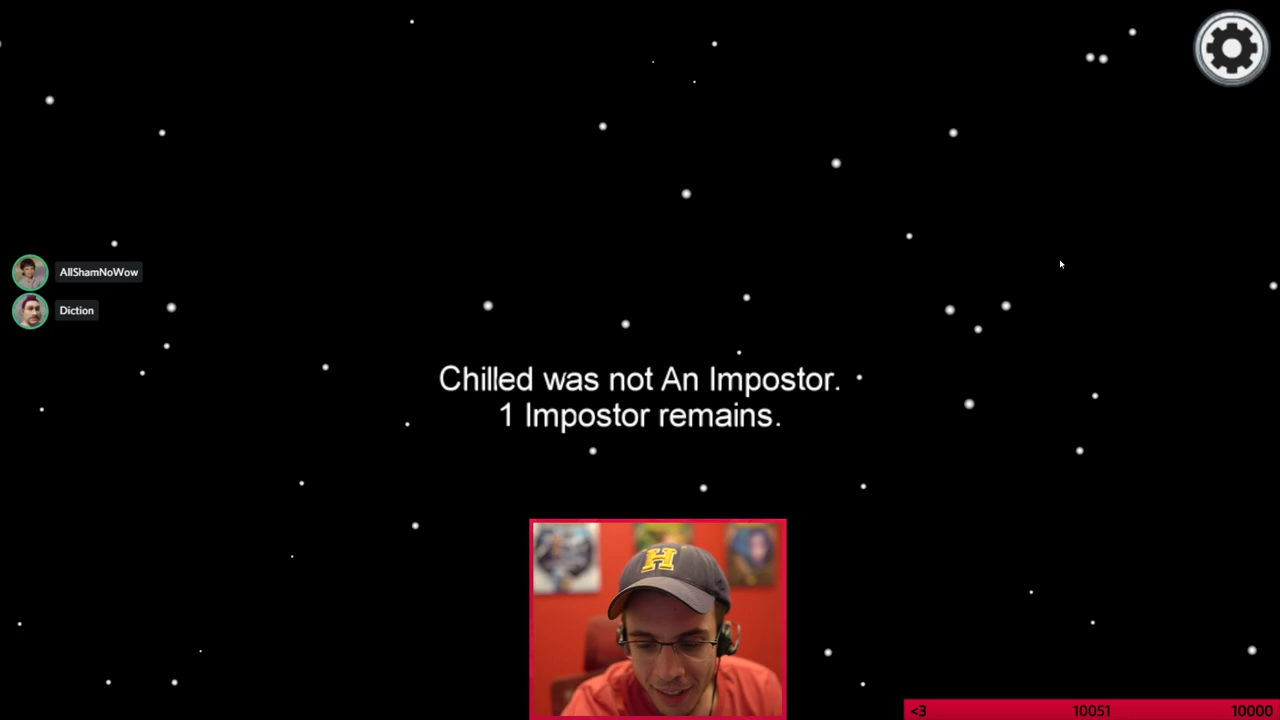 AllShamNoWow
Diction
Chilled was not An Impostor.
1 Impostor remains.
H
<3 10051 10000